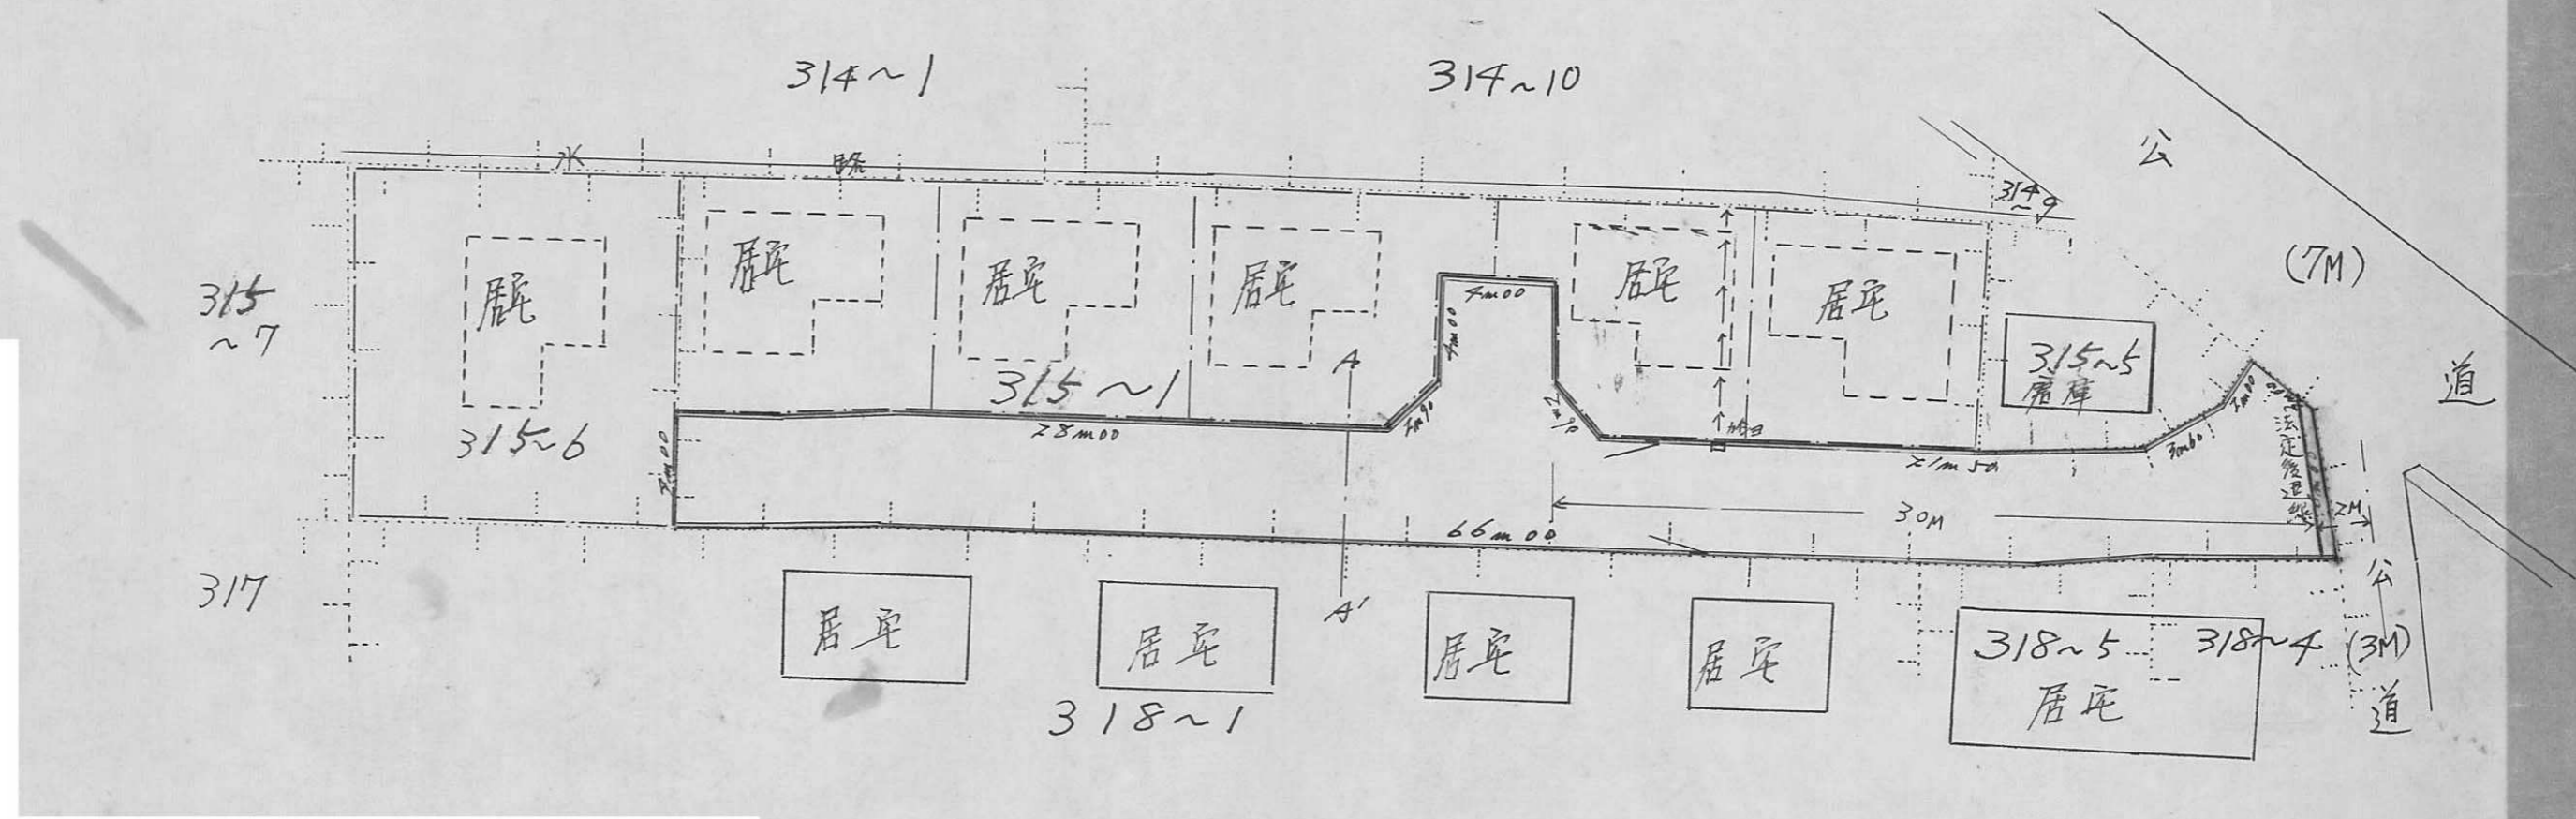 314~1
314~10
公
水
路
314
~9
(7M)
道
315
~7
居宅
居宅
居宅
居宅
居宅
居宅
4m00
4m00
315~5
315~1
315~6
28m00
4m00
21m50
3m60
2m00
法定後退線
2M
30M
66m00
A
A'
317
公
(3M)
道
居宅
居宅
居宅
居宅
318~5
318~4
居宅
318~1